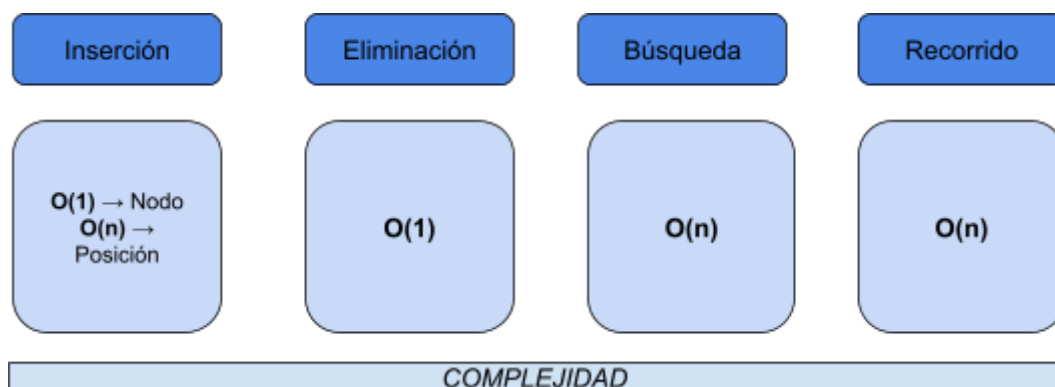 Inserción
Eliminación
Búsqueda
Recorrido
O(1) → Nodo
O(n) →
Posición
O(1)
O(n)
O(n)
COMPLEJIDAD